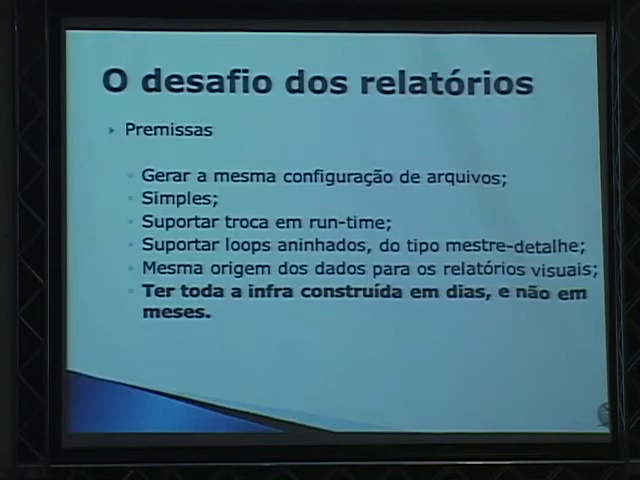 O desafio dos relatórios
Premissas
Gerar a mesma configuração de arquivos;
Simples;
Suportar troca em run-time;
Suportar loops aninhados, do tipo mestre-detalhe;
Mesma origem dos dados para os relatórios visuais;
Ter toda a infra construída em dias, e não em
meses.